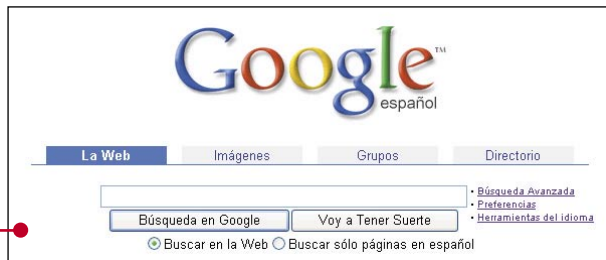 Google™
español
La Web Imágenes Grupos Directorio
· Búsqueda Avanzada
· Preferencias
· Herramientas del idioma
Búsqueda en Google Voy a Tener Suerte
Buscar en la Web Buscar sólo páginas en español